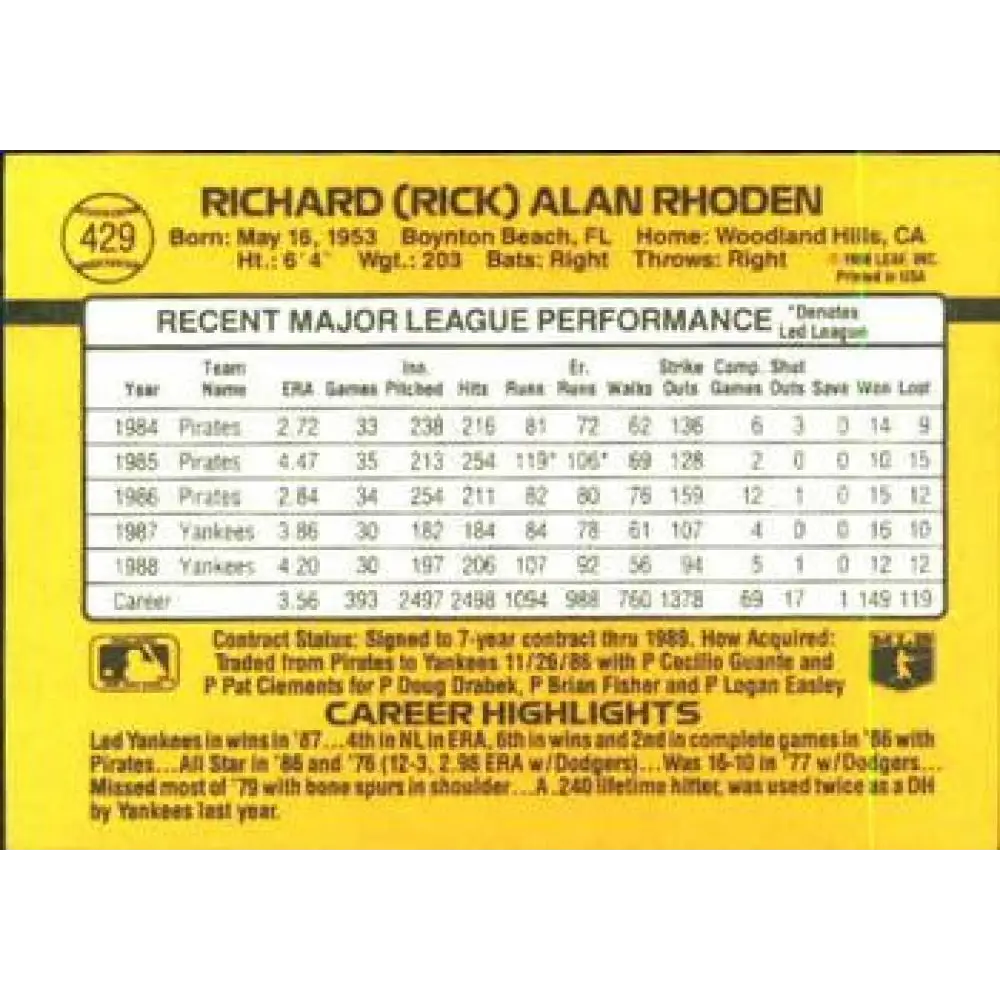 RICHARD (RICK) ALAN RHODEN
429
Born: May 16, 1953 Boynton Beach, FL Home: Woodland Hills, CA
Ht.: 6'4" Wgt.: 203 Bats: Right Throws: Right
© LEAF, INC.
Printed in USA
RECENT MAJOR LEAGUE PERFORMANCE *Denotes Led League
Year Team Name ERA Games Inn. Pitched Hits Runs Er. Runs Walks Strike Outs Comp. Games Shut Outs Save Won Lost
1984 Pirates 2.72 33 238 216 81 72 62 136 6 3 0 14 9
1985 Pirates 4.47 35 213 254 119* 106* 69 128 2 0 0 10 15
1986 Pirates 2.84 34 254 211 82 80 76 159 12 1 0 15 12
1987 Yankees 3.86 30 182 184 84 78 61 107 4 0 0 16 10
1988 Yankees 4.20 30 197 206 107 92 56 94 5 1 0 12 12
Career 3.56 393 2497 2498 1094 988 760 1378 69 17 1 149 119
Contract Status: Signed to 7-year contract thru 1989. How Acquired:
Traded from Pirates to Yankees 11/26/86 with P Cecilio Guante and
P Pat Clements for P Doug Drabek, P Brian Fisher and P Logan Easley
CAREER HIGHLIGHTS
Led Yankees in wins in '87...4th in NL in ERA, 6th in wins and 2nd in complete games in '86 with
Pirates...All Star in '86 and '76 (12-3, 2.98 ERA w/Dodgers)...Was 16-10 in '77 w/Dodgers...
Missed most of '79 with bone spurs in shoulder...A .240 lifetime hitter, was used twice as a DH
by Yankees last year.